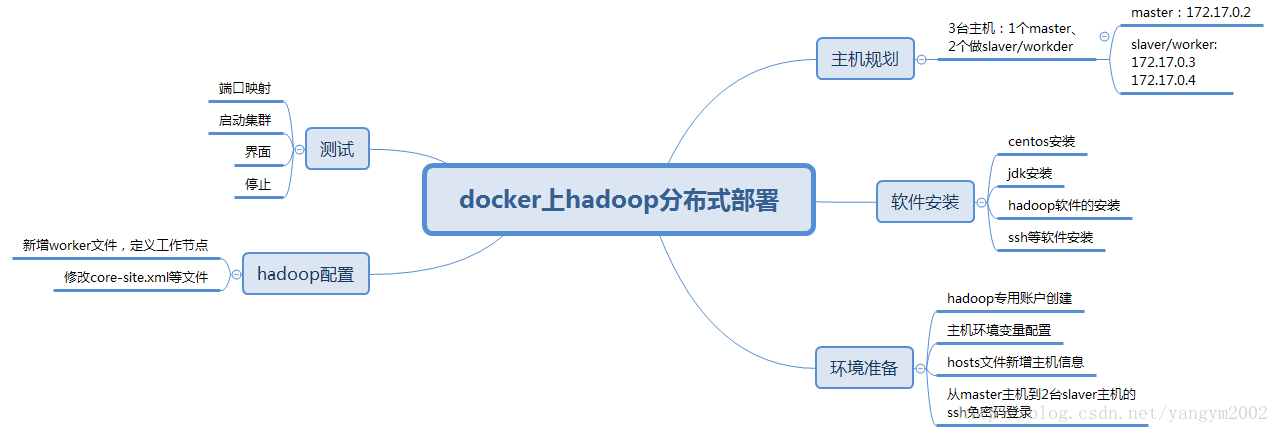 docker上hadoop分布式部署
主机规划
3台主机：1个master、
2个做slaver/workder
master：172.17.0.2
slaver/worker:
172.17.0.3
172.17.0.4
软件安装
centos安装
jdk安装
hadoop软件的安装
ssh等软件安装
环境准备
hadoop专用账户创建
主机环境变量配置
hosts文件新增主机信息
从master主机到2台slaver主机的
ssh免密码登录
hadoop配置
新增worker文件，定义工作节点
修改core-site.xml等文件
测试
端口映射
启动集群
界面
停止
http://blog.csdn.net/yangym2002